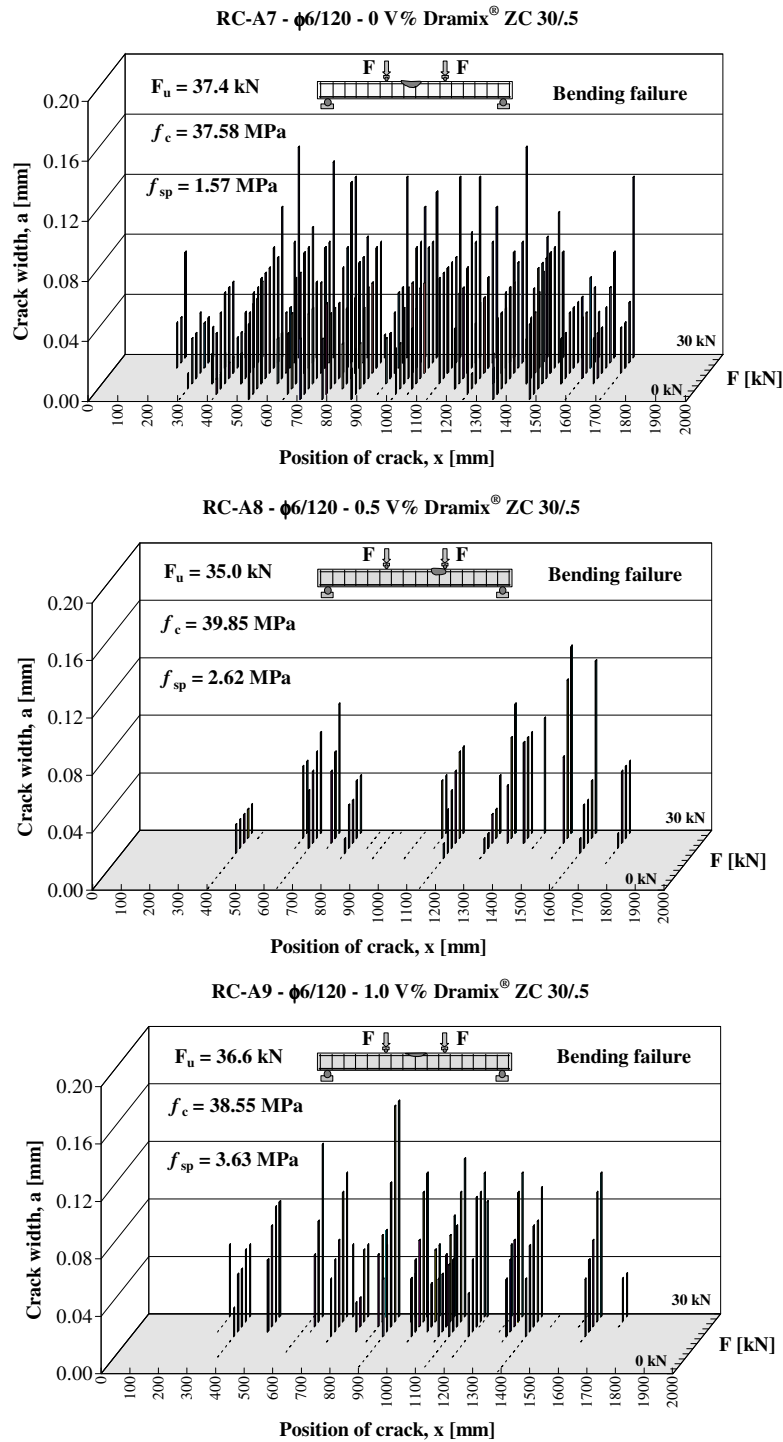 RC-A7 - ϕ6/120 - 0 V% Dramix® ZC 30/.5
F F
Fu = 37.4 kN
Bending failure
fc = 37.58 MPa
fsp = 1.57 MPa
Crack width, a [mm]
0.20
0.16
0.12
0.08
0.04
0.00
30 kN
0 kN
F [kN]
0 100 200 300 400 500 600 700 800 900 1000 1100 1200 1300 1400 1500 1600 1700 1800 1900 2000
Position of crack, x [mm]
RC-A8 - ϕ6/120 - 0.5 V% Dramix® ZC 30/.5
F F
Fu = 35.0 kN
Bending failure
fc = 39.85 MPa
fsp = 2.62 MPa
Crack width, a [mm]
0.20
0.16
0.12
0.08
0.04
0.00
30 kN
0 kN
F [kN]
0 100 200 300 400 500 600 700 800 900 1000 1100 1200 1300 1400 1500 1600 1700 1800 1900 2000
Position of crack, x [mm]
RC-A9 - ϕ6/120 - 1.0 V% Dramix® ZC 30/.5
F F
Fu = 36.6 kN
Bending failure
fc = 38.55 MPa
fsp = 3.63 MPa
Crack width, a [mm]
0.20
0.16
0.12
0.08
0.04
0.00
30 kN
0 kN
F [kN]
0 100 200 300 400 500 600 700 800 900 1000 1100 1200 1300 1400 1500 1600 1700 1800 1900 2000
Position of crack, x [mm]